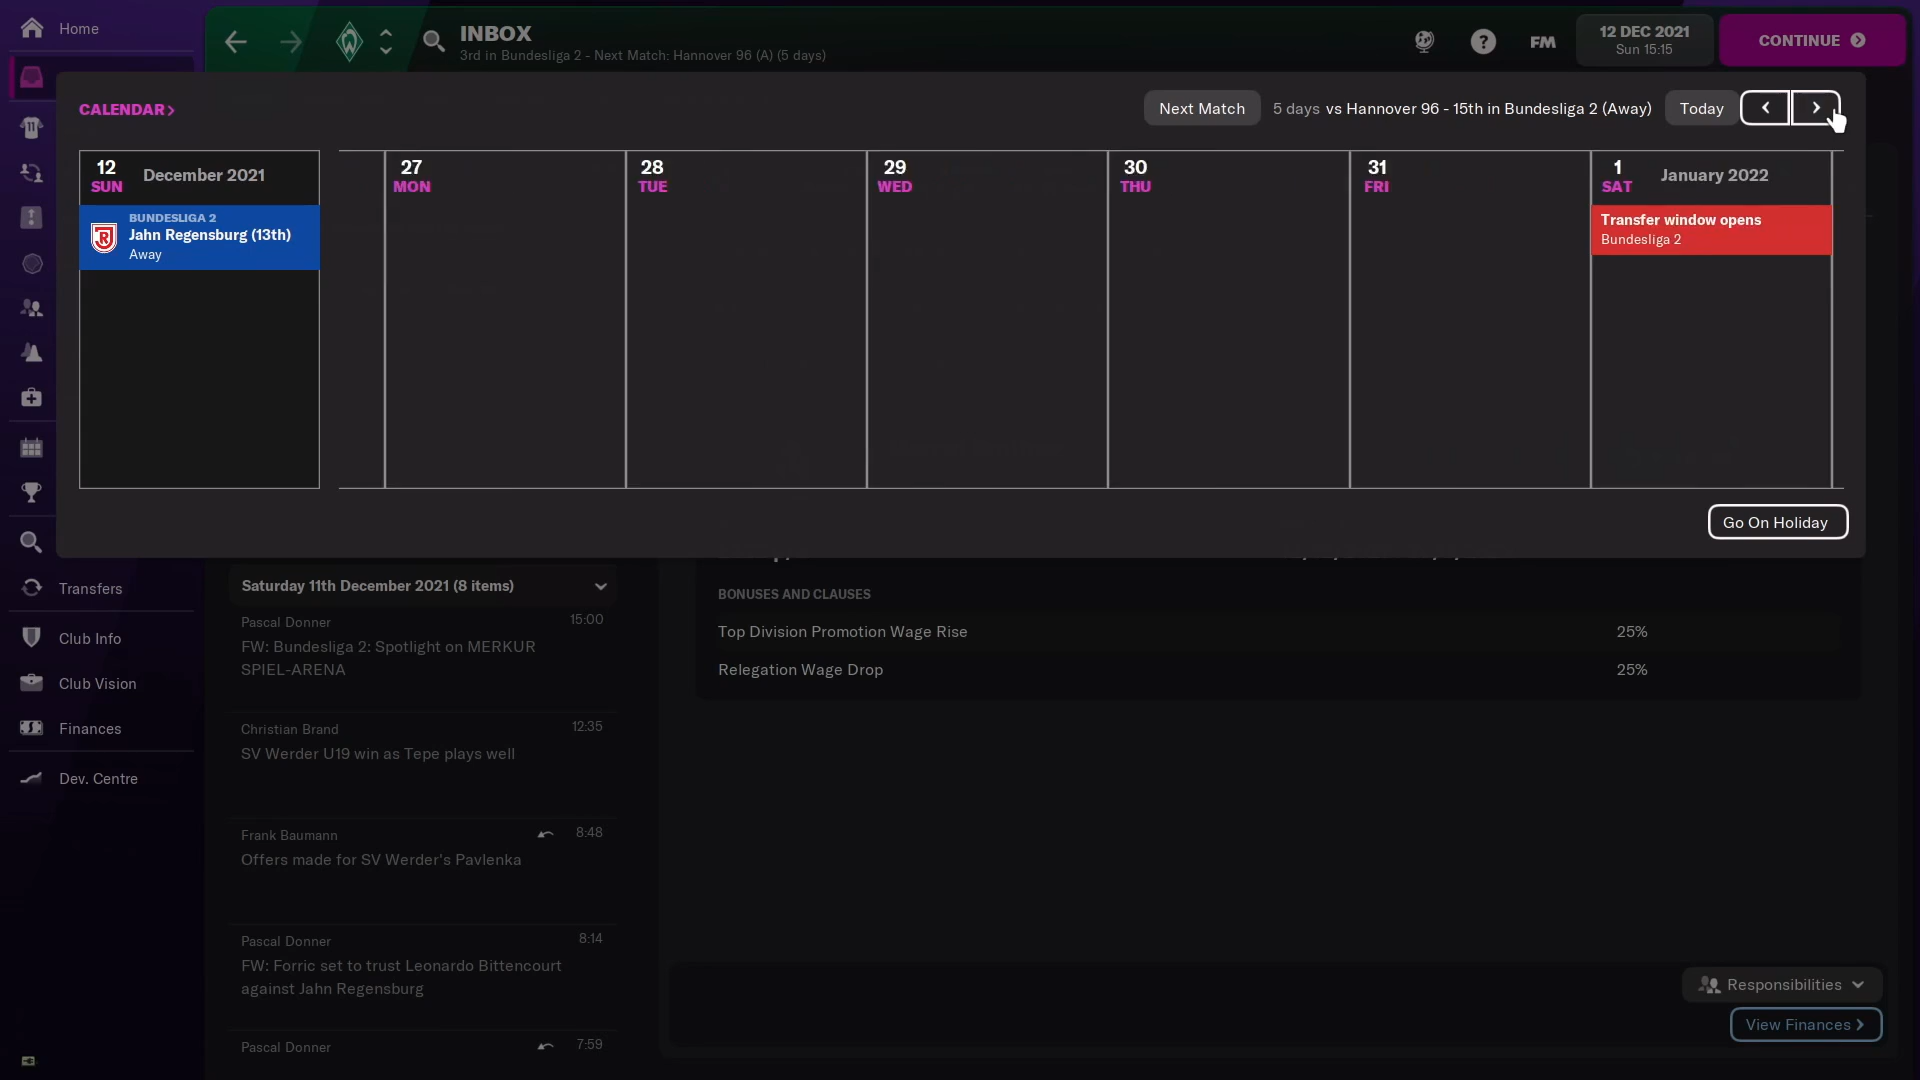 Home
INBOX
3rd in Bundesliga 2 - Next Match: Hannover 96 (A) (5 days)
FM
12 DEC 2021
Sun 15:15
CONTINUE
CALENDAR
Next Match
5 days vs Hannover 96 - 15th in Bundesliga 2 (Away)
Today
12 SUN December 2021
27 MON
28 TUE
29 WED
30 THU
31 FRI
1 SAT January 2022
BUNDESLIGA 2
Jahn Regensburg (13th)
Away
Transfer window opens
Bundesliga 2
Go On Holiday
Transfers
Club Info
Club Vision
Finances
Dev. Centre
Saturday 11th December 2021 (8 items)
Pascal Donner 15:00
FW: Bundesliga 2: Spotlight on MERKUR
SPIEL-ARENA
Christian Brand 12:35
SV Werder U19 win as Tepe plays well
Frank Baumann 8:48
Offers made for SV Werder's Pavlenka
Pascal Donner 8:14
FW: Forric set to trust Leonardo Bittencourt
against Jahn Regensburg
Pascal Donner 7:59
BONUSES AND CLAUSES
Top Division Promotion Wage Rise 25%
Relegation Wage Drop 25%
Responsibilities
View Finances